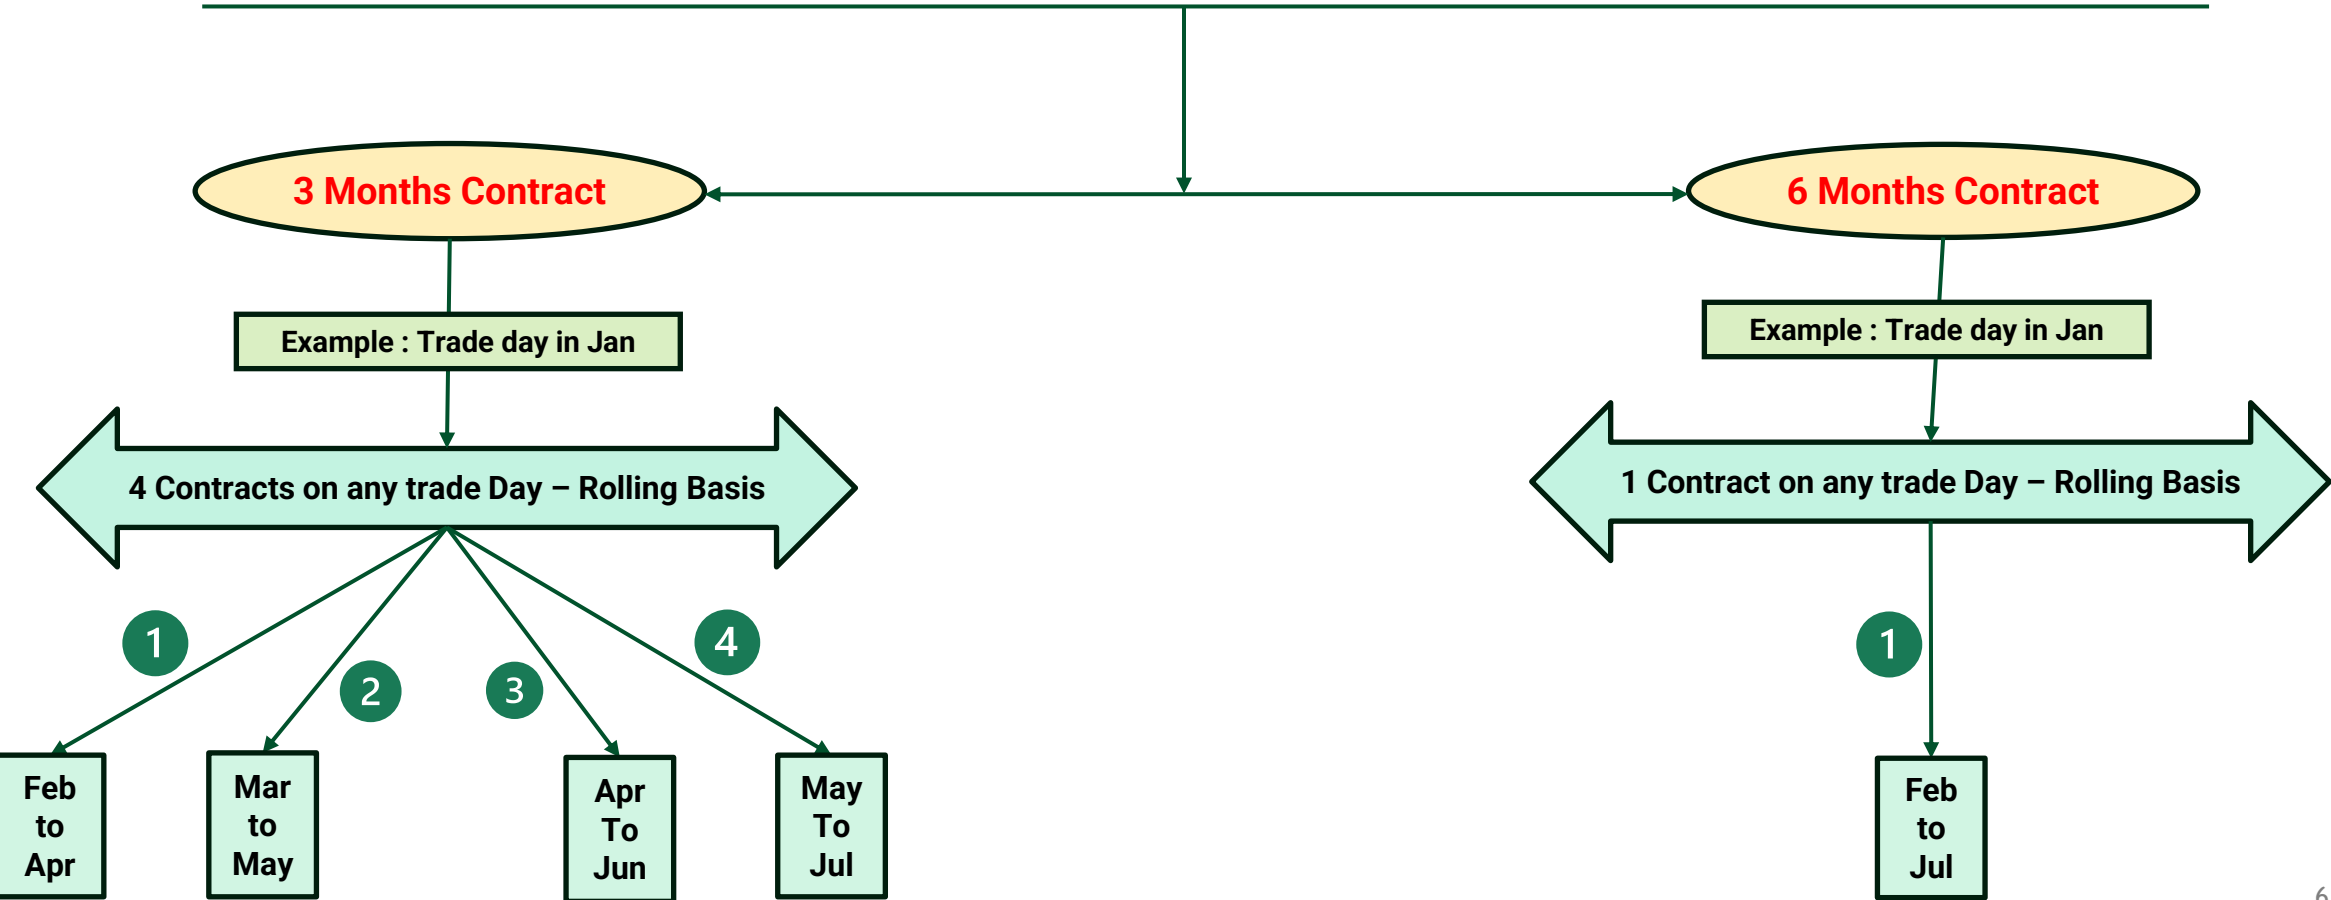 3 Months Contract
6 Months Contract
Example : Trade day in Jan
Example : Trade day in Jan
4 Contracts on any trade Day – Rolling Basis
1 Contract on any trade Day – Rolling Basis
1
2
3
4
1
Feb
to
Apr
Mar
to
May
Apr
To
Jun
May
To
Jul
Feb
to
Jul
6